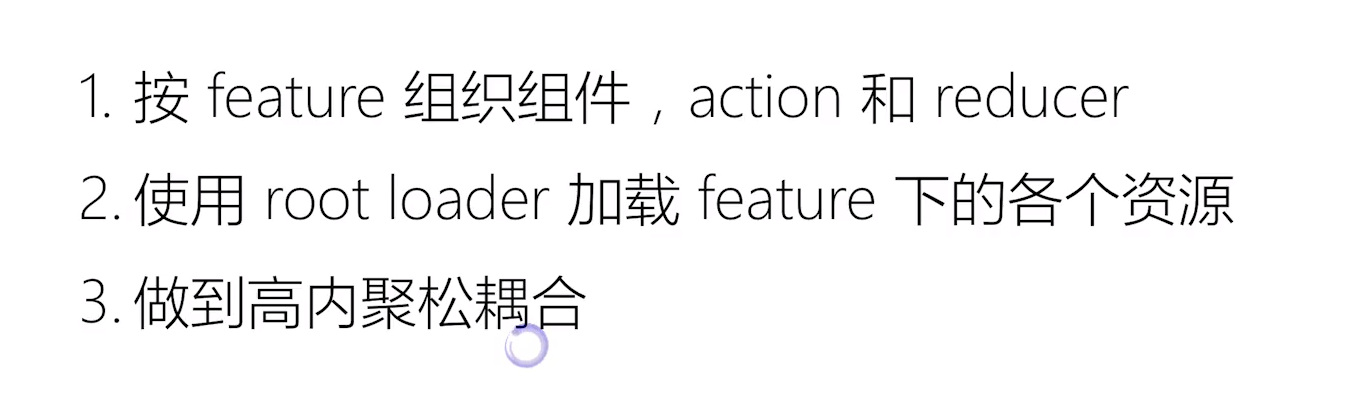 1. 按 feature 组织组件，action 和 reducer
2. 使用 root loader 加载 feature 下的各个资源
3. 做到高内聚松耦合